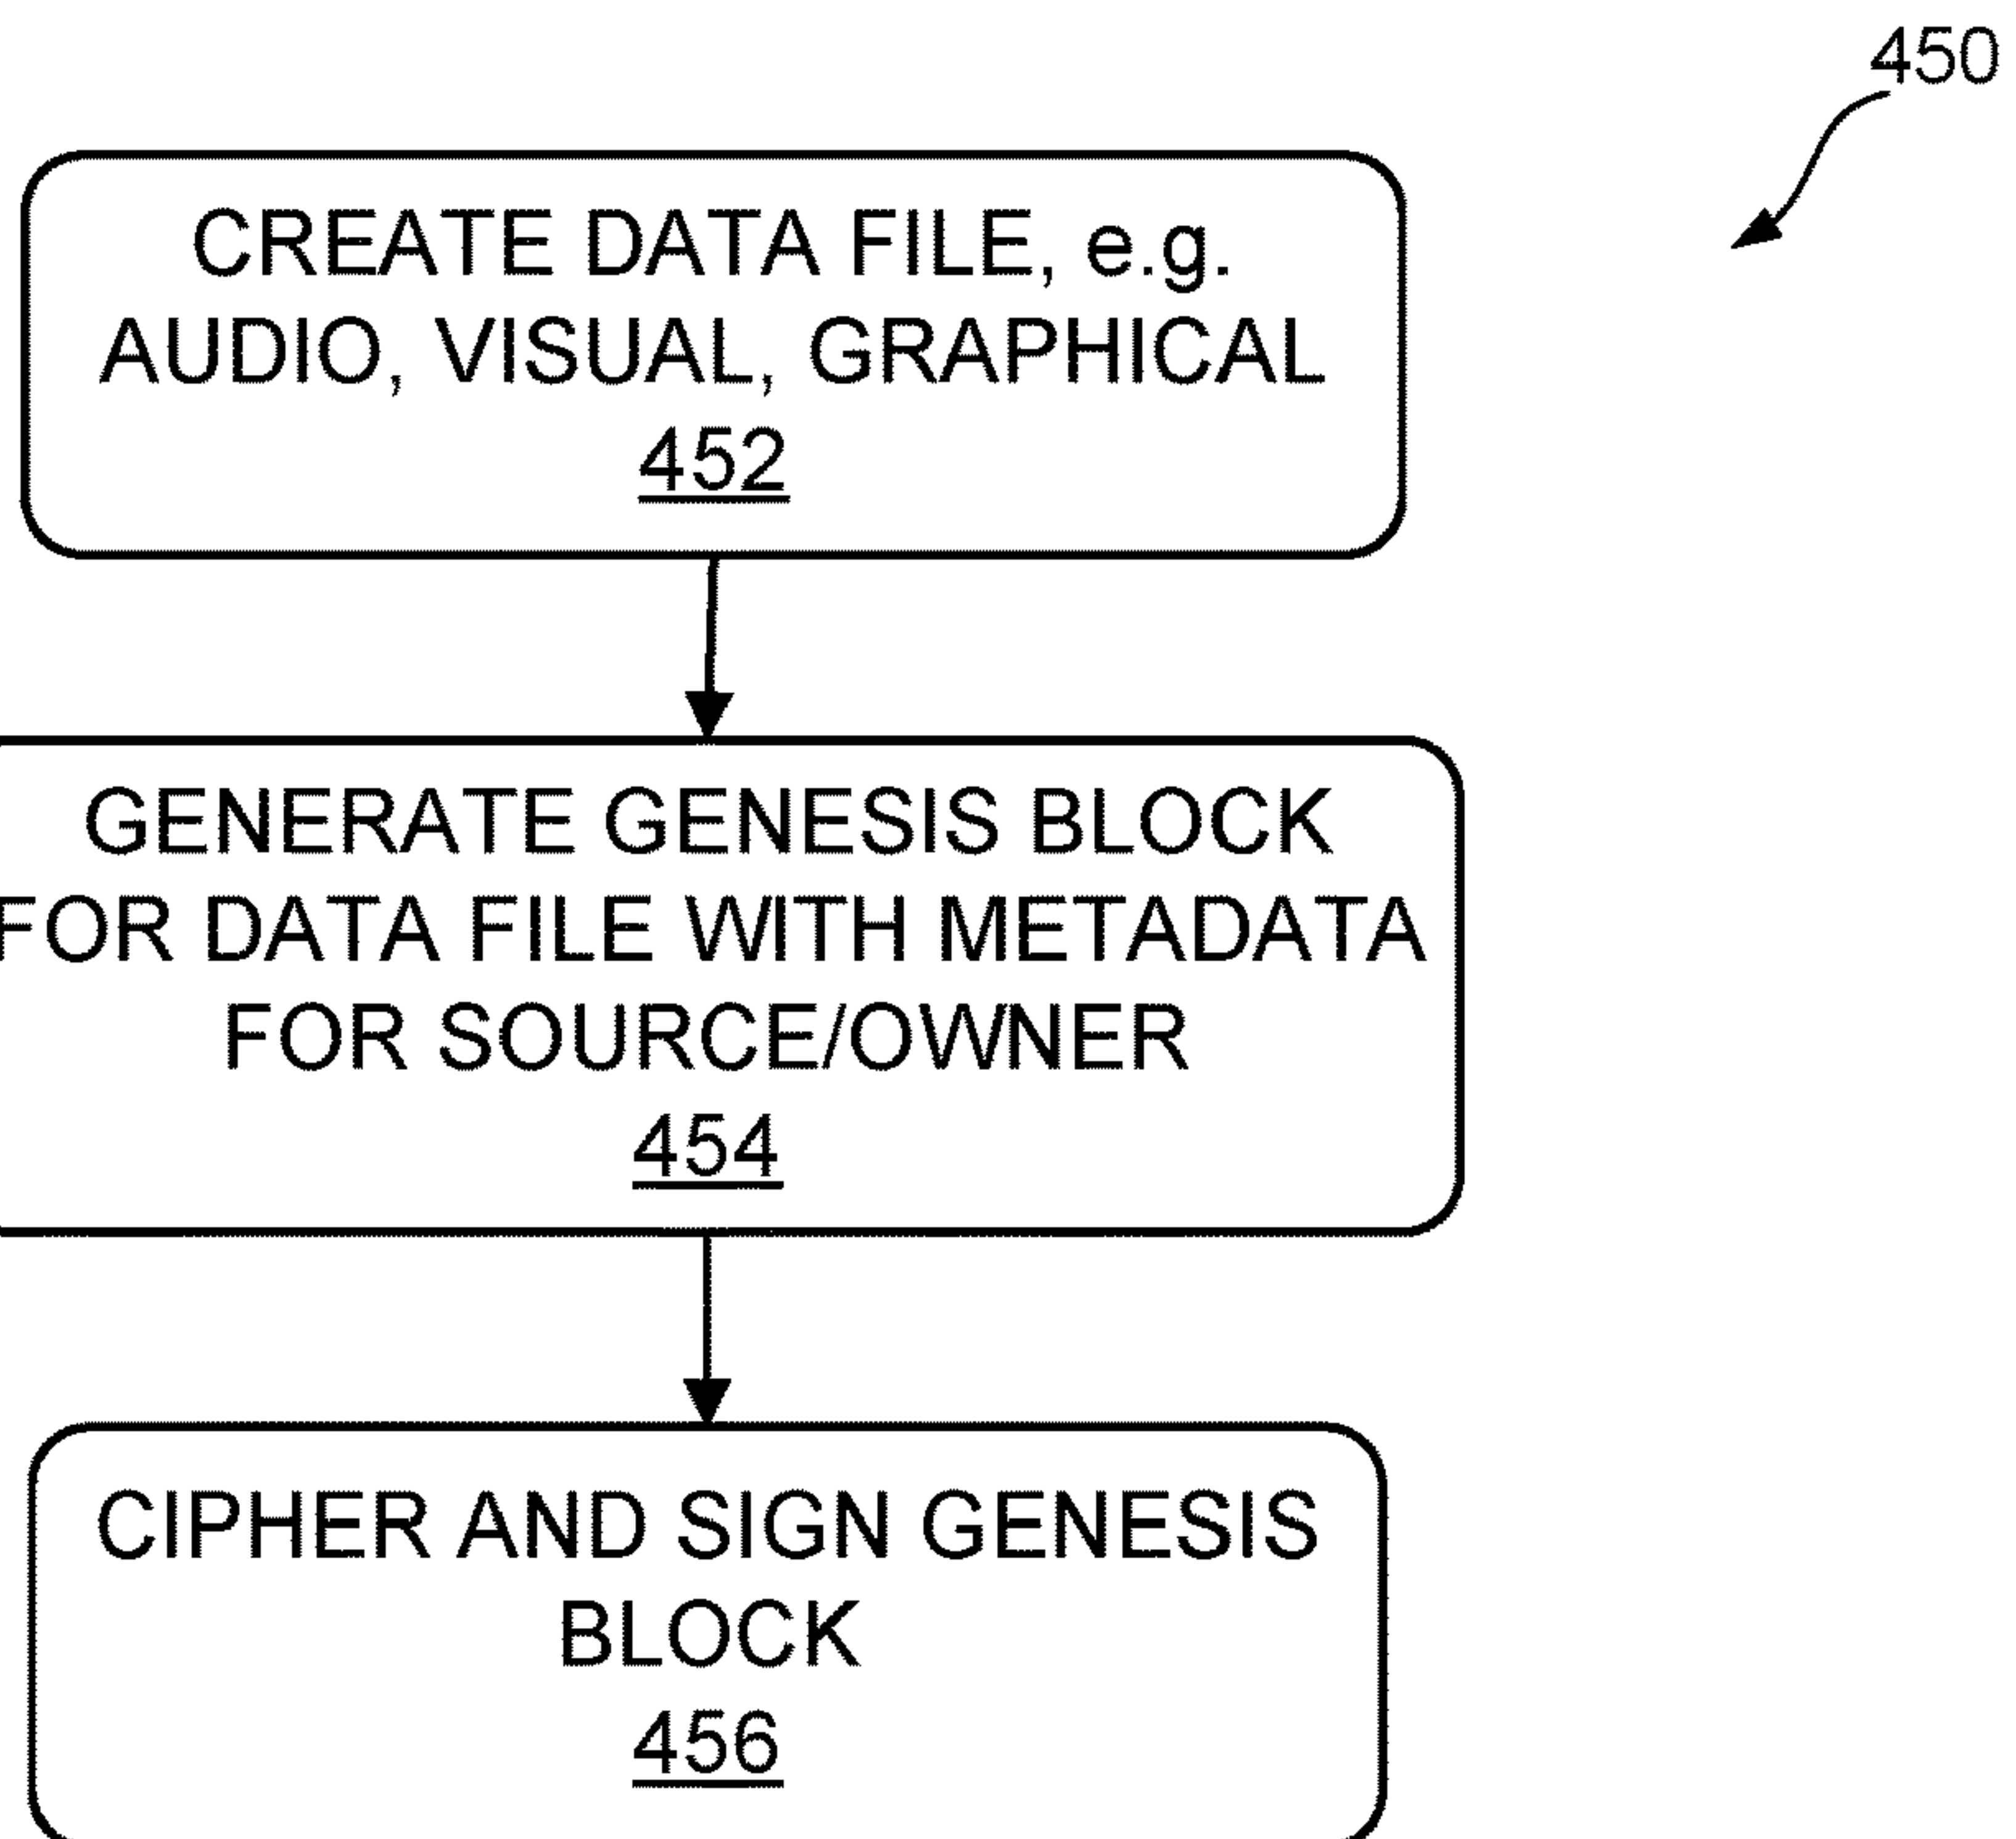 450
CREATE DATA FILE, e.g.
AUDIO, VISUAL, GRAPHICAL
452
GENERATE GENESIS BLOCK
FOR DATA FILE WITH METADATA
FOR SOURCE/OWNER
454
CIPHER AND SIGN GENESIS
BLOCK
456